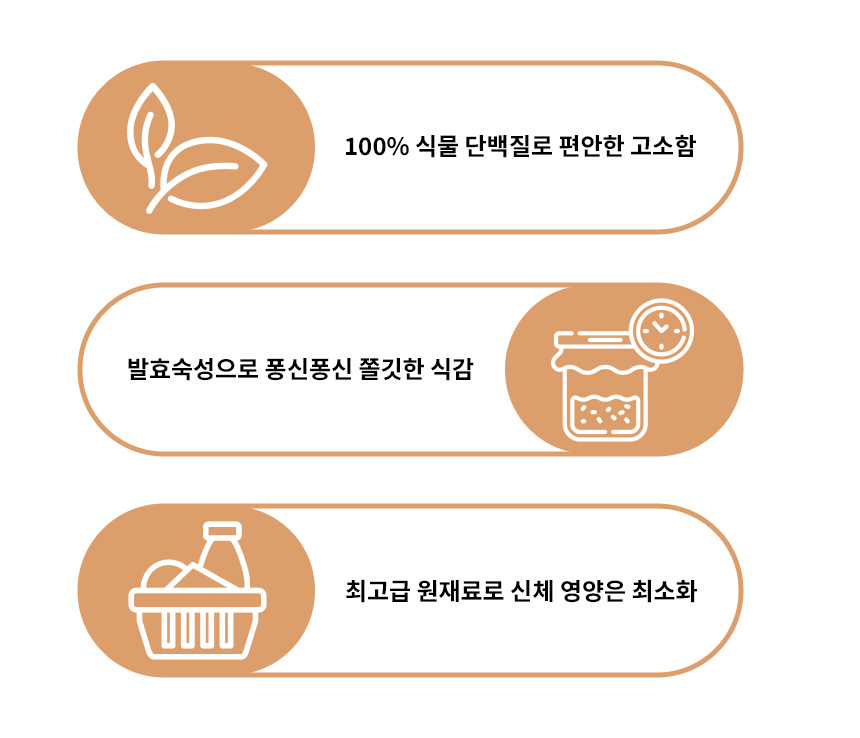 100% 식물 단백질로 편안한 고소함
발효숙성으로 퐁신퐁신 쫄깃한 식감
최고급 원재료로 신체 영양은 최소화